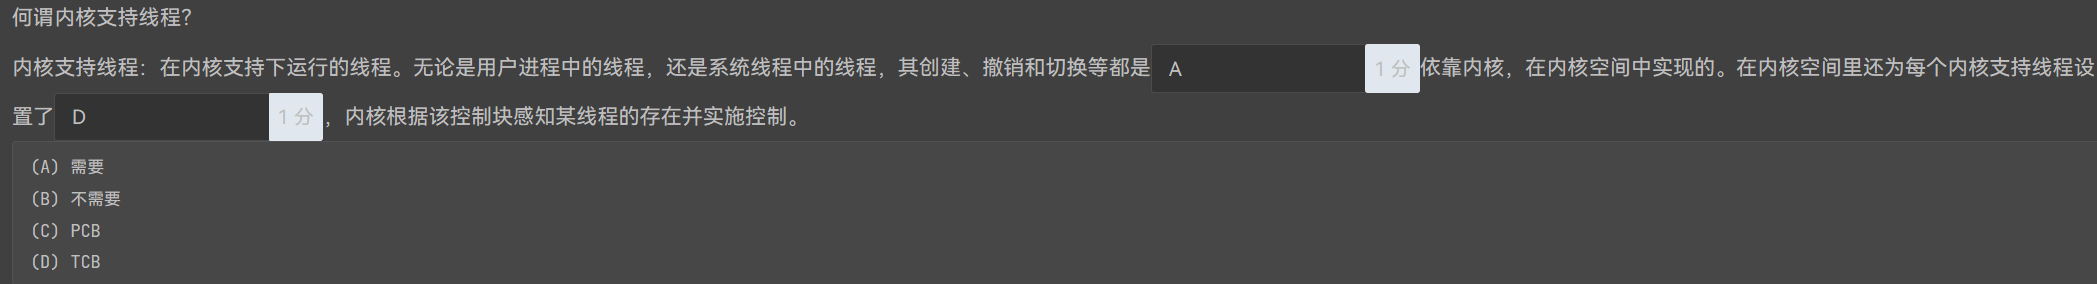 何谓内核支持线程?
内核支持线程：在内核支持下运行的线程。无论是用户进程中的线程，还是系统线程中的线程，其创建、撤销和切换等都是 A 1 分 依靠内核，在内核空间中实现的。在内核空间里还为每个内核支持线程设
置了 D 1 分 ，内核根据该控制块感知某线程的存在并实施控制。
(A) 需要
(B) 不需要
(C) PCB
(D) TCB